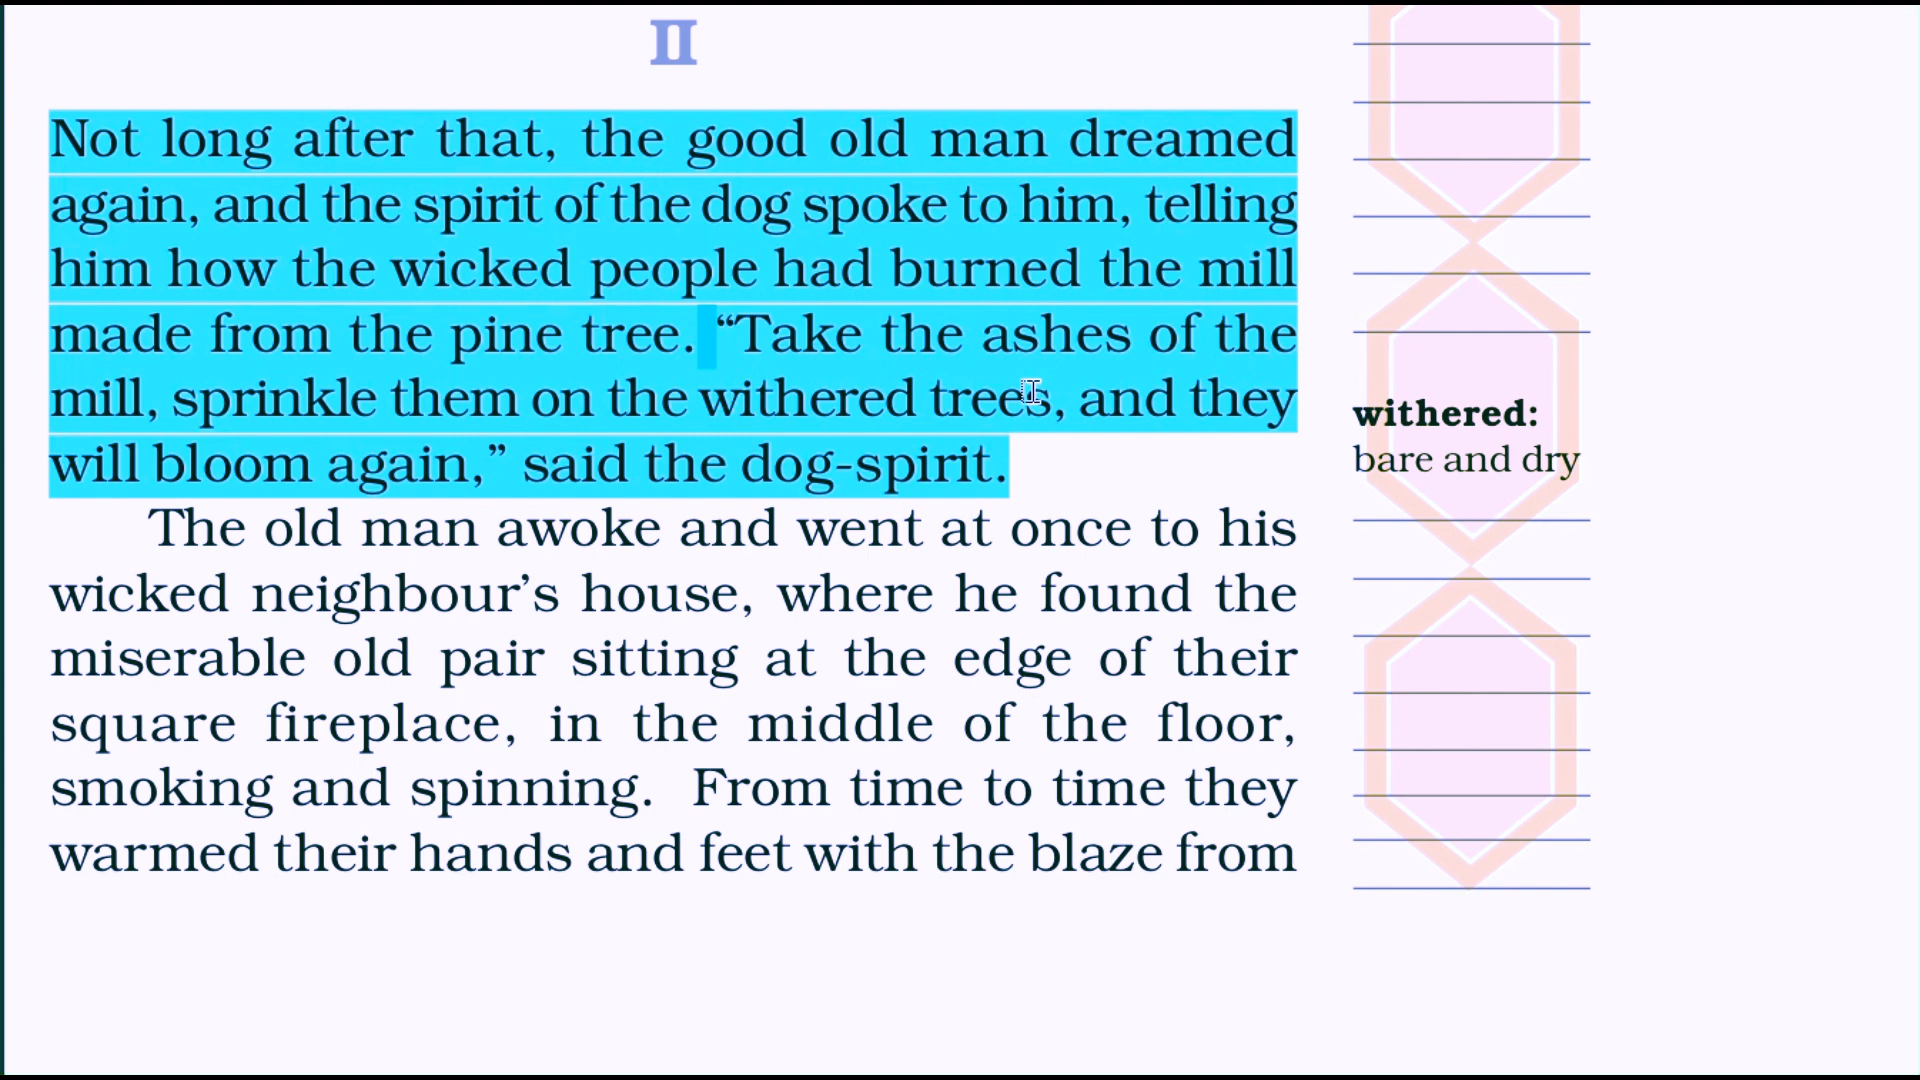 II
Not long after that, the good old man dreamed
again, and the spirit of the dog spoke to him, telling
him how the wicked people had burned the mill
made from the pine tree. “Take the ashes of the
mill, sprinkle them on the withered trees, and they
will bloom again,” said the dog-spirit.
The old man awoke and went at once to his
wicked neighbour’s house, where he found the
miserable old pair sitting at the edge of their
square fireplace, in the middle of the floor,
smoking and spinning. From time to time they
warmed their hands and feet with the blaze from
withered:
bare and dry